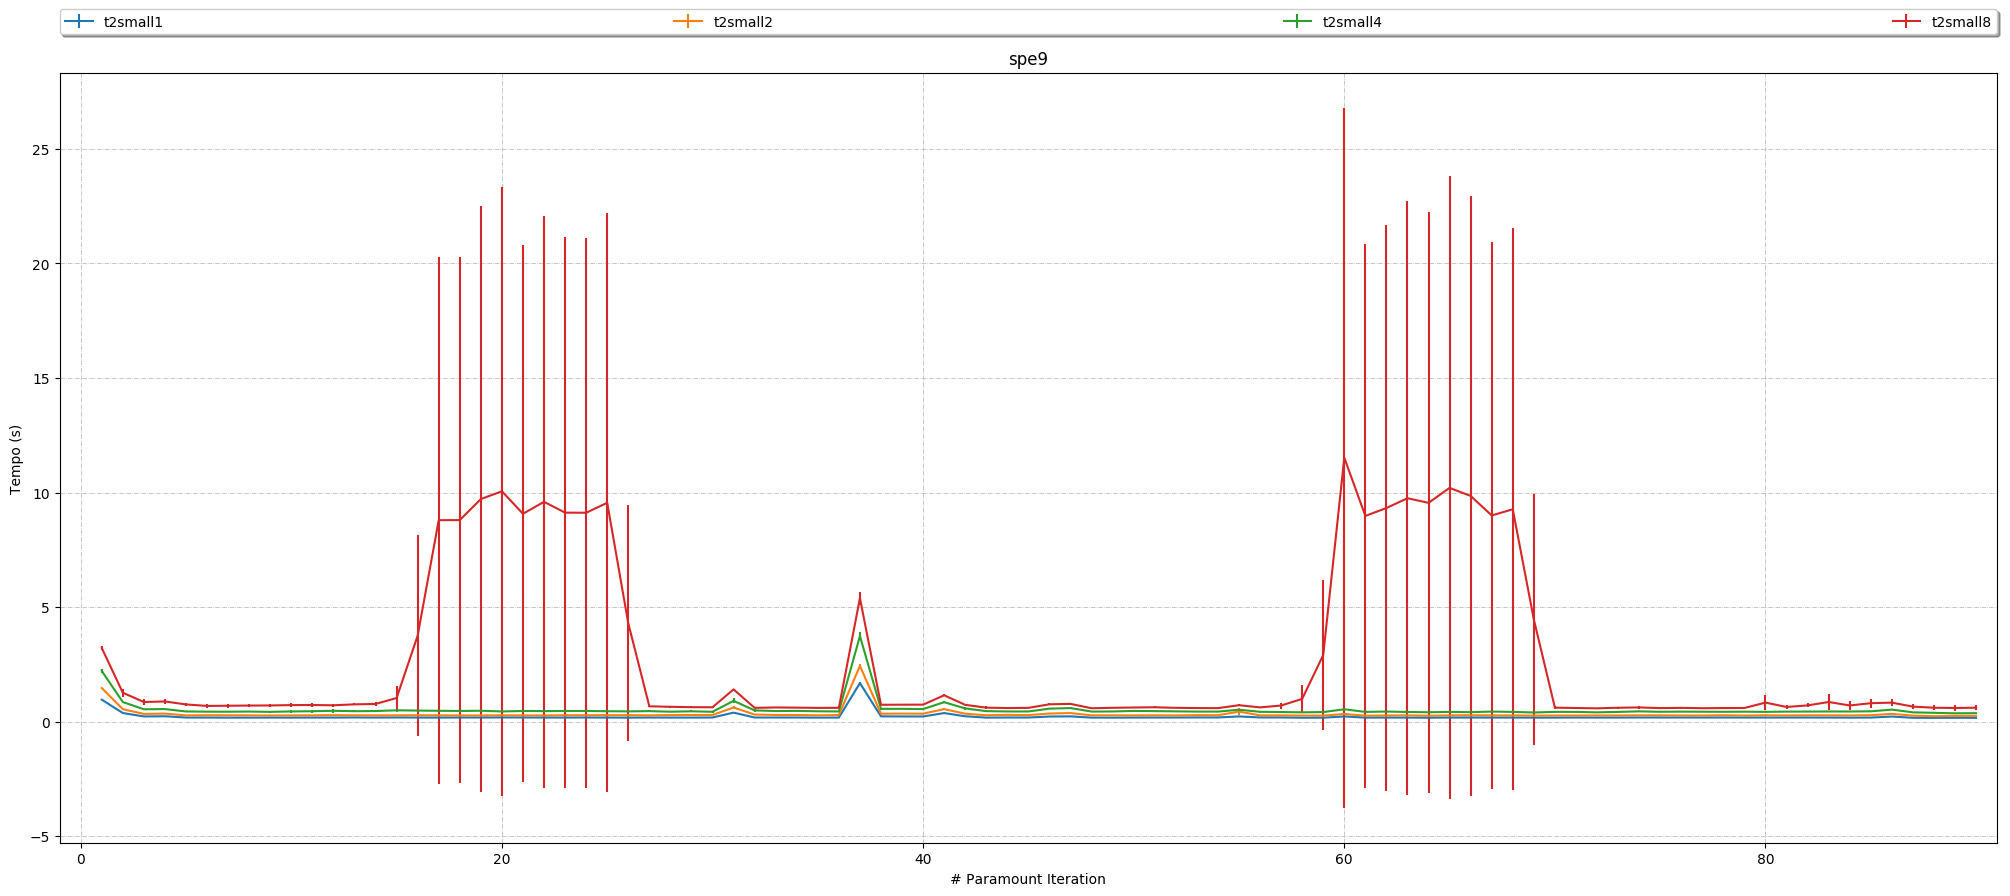 t2small1 t2small2 t2small4 t2small8
spe9
25
20
15
10
5
0
−5
Tempo (s)
0 20 40 60 80
# Paramount Iteration